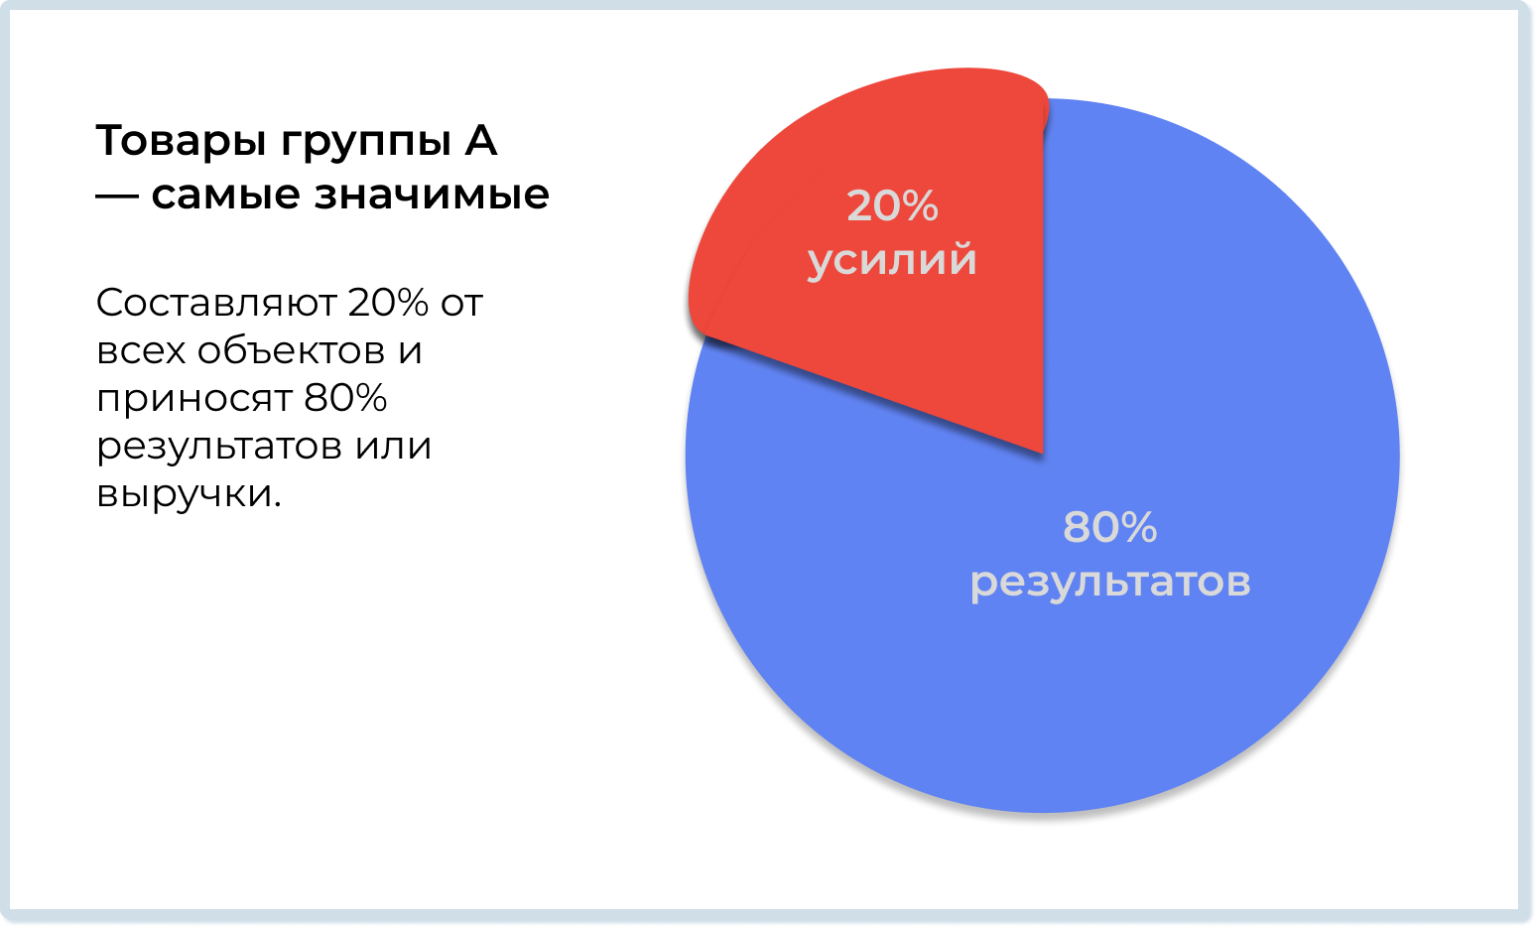 Товары группы А
— самые значимые
Составляют 20% от
всех объектов и
приносят 80%
результатов или
выручки.
20%
усилий
80%
результатов